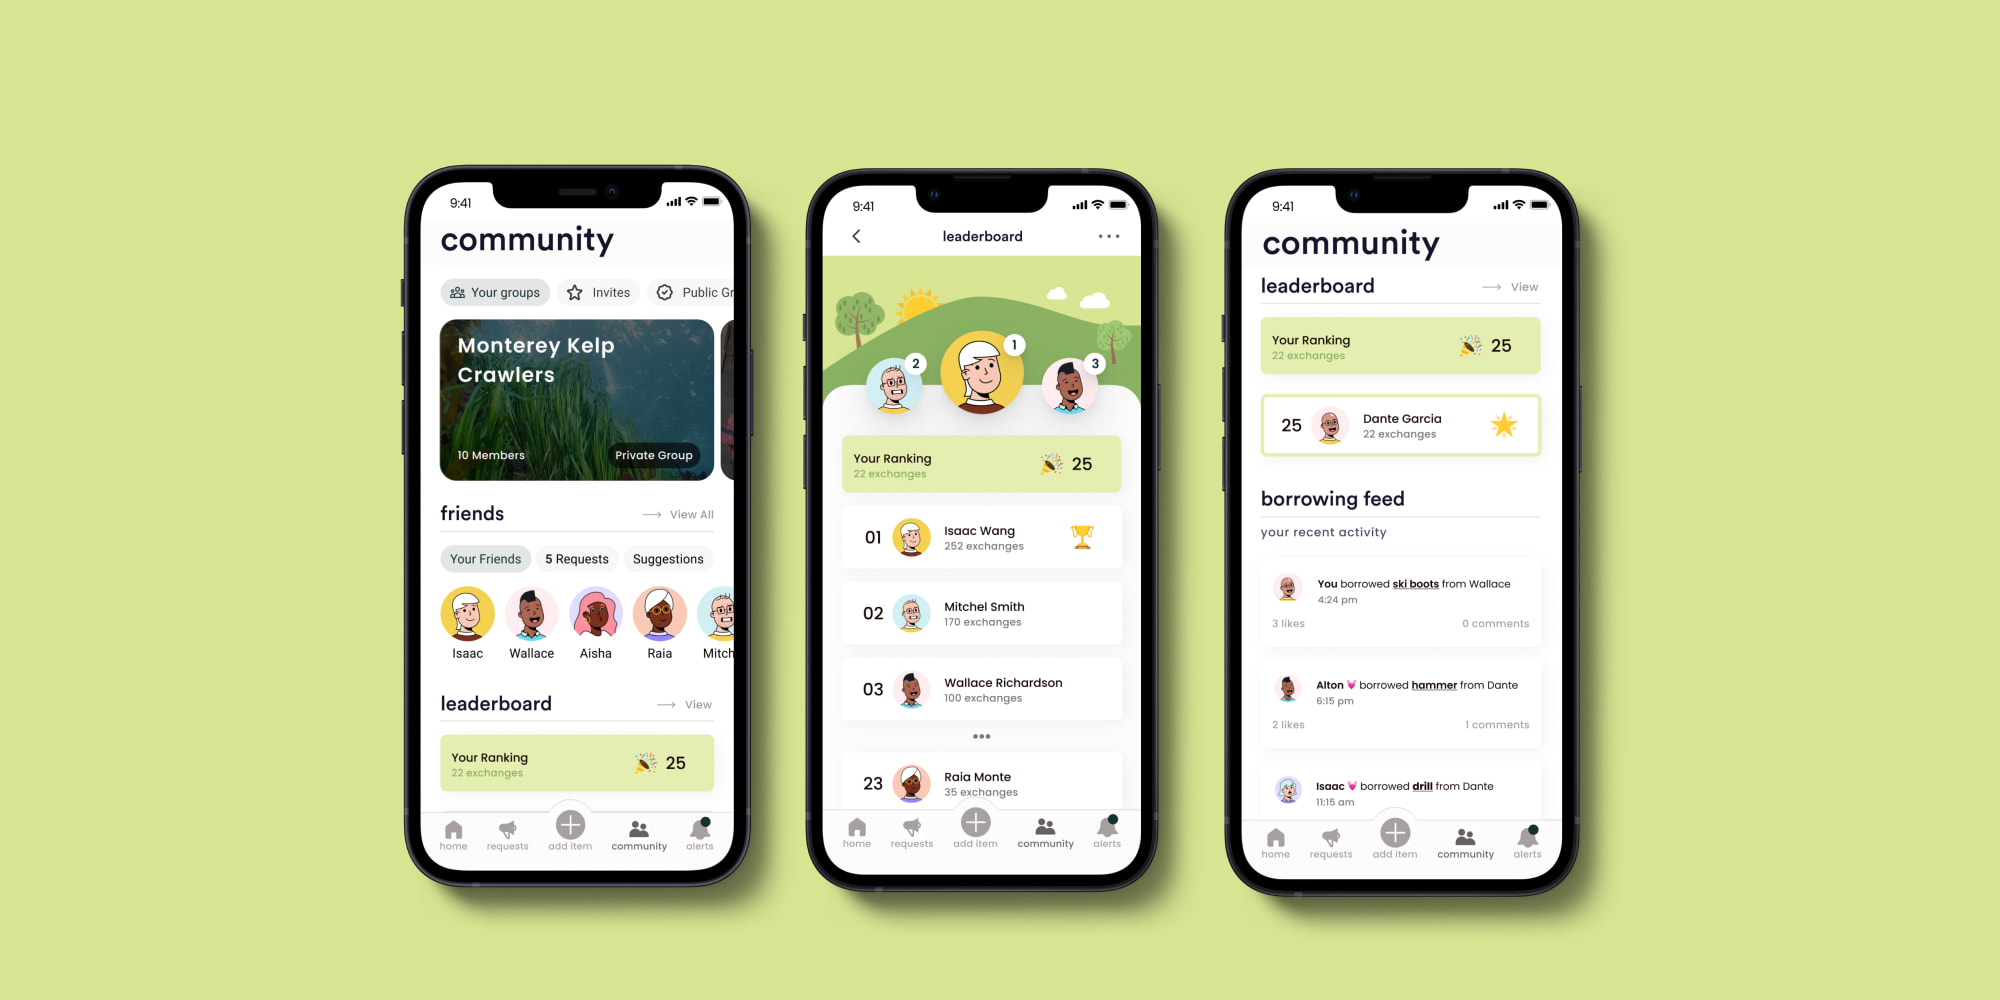 9:41
community
Your groups
Invites
Public Gr
Monterey Kelp
Crawlers
10 Members
Private Group
friends
View All
Your Friends
5 Requests
Suggestions
Isaac
Wallace
Aisha
Raia
Mitch
leaderboard
View
Your Ranking
22 exchanges
25
home
requests
add item
community
alerts
9:41
leaderboard
2
1
3
Your Ranking
22 exchanges
25
01
Isaac Wang
252 exchanges
02
Mitchel Smith
170 exchanges
03
Wallace Richardson
100 exchanges
23
Raia Monte
35 exchanges
home
requests
add item
community
alerts
9:41
community
leaderboard
View
Your Ranking
22 exchanges
25
25
Dante Garcia
22 exchanges
borrowing feed
your recent activity
You borrowed ski boots from Wallace
4:24 pm
3 likes
0 comments
Alton borrowed hammer from Dante
6:15 pm
2 likes
1 comments
Isaac borrowed drill from Dante
11:15 am
home
requests
add item
community
alerts